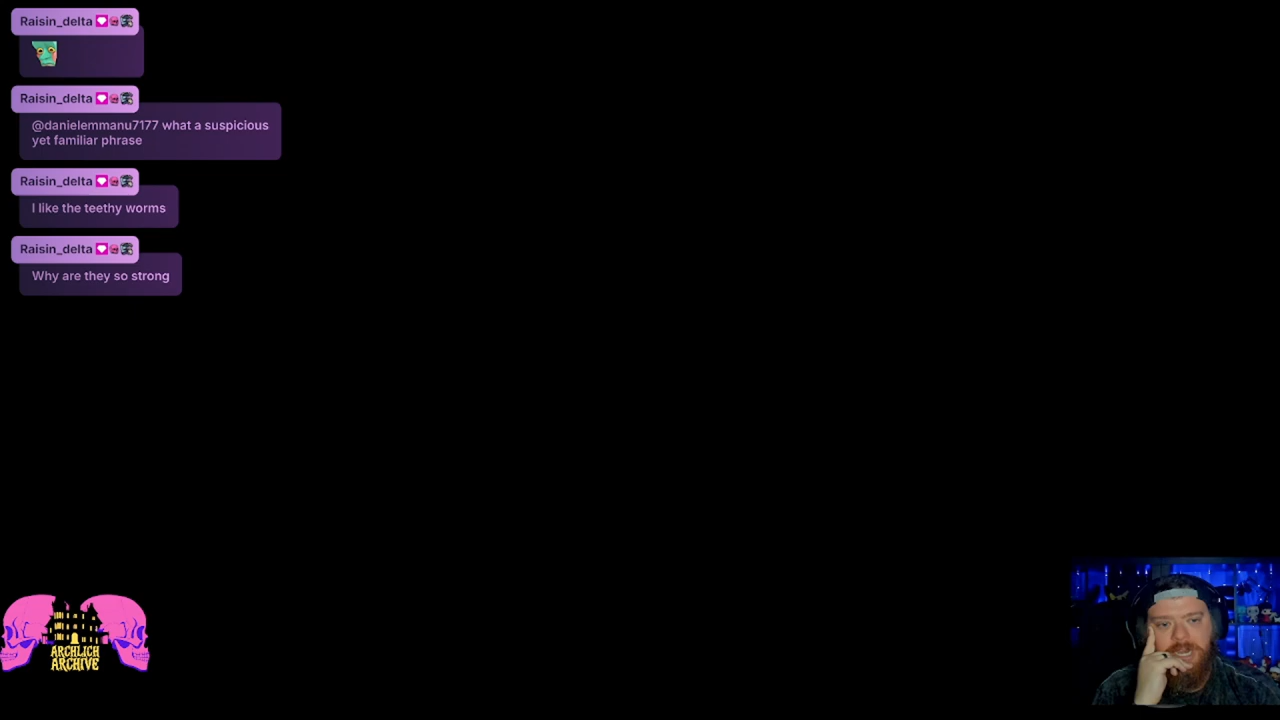 Raisin_delta
Raisin_delta
@danielemmanu7177 what a suspicious
yet familiar phrase
Raisin_delta
I like the teethy worms
Raisin_delta
Why are they so strong
ARCHLICH
ARCHIVE